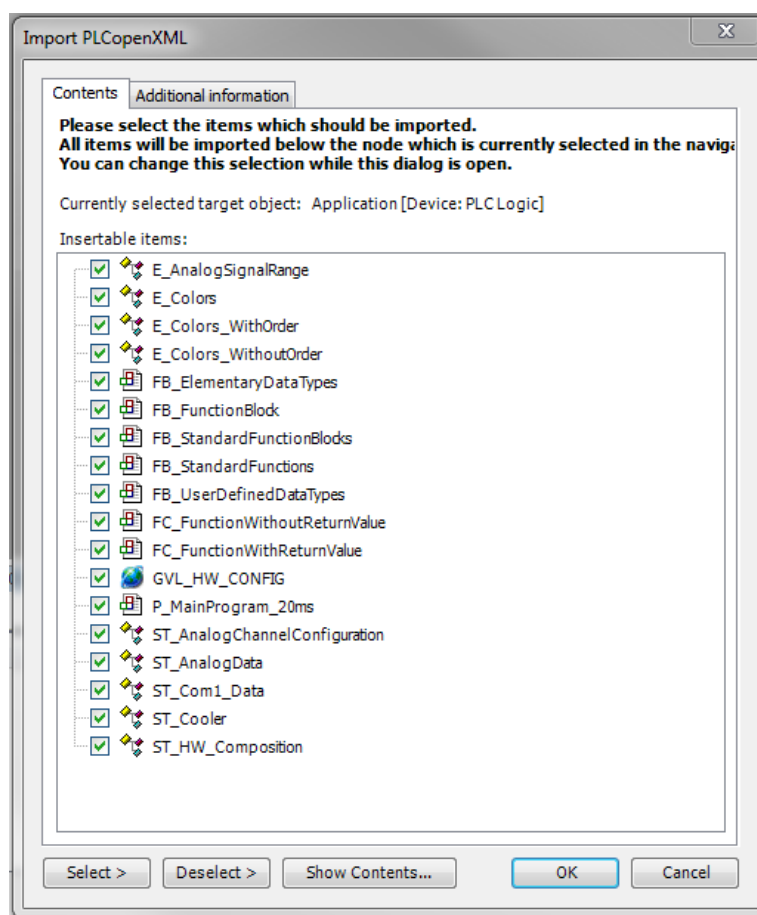 Import PLCopenXML
Contents
Additional information
Please select the items which should be imported.
All items will be imported below the node which is currently selected in the naviga
You can change this selection while this dialog is open.
Currently selected target object: Application [Device: PLC Logic]
Insertable items:
E_AnalogSignalRange
E_Colors
E_Colors_WithOrder
E_Colors_WithoutOrder
FB_ElementaryDataTypes
FB_FunctionBlock
FB_StandardFunctionBlocks
FB_StandardFunctions
FB_UserDefinedDataTypes
FC_FunctionWithoutReturnValue
FC_FunctionWithReturnValue
GVL_HW_CONFIG
P_MainProgram_20ms
ST_AnalogChannelConfiguration
ST_AnalogData
ST_Com1_Data
ST_Cooler
ST_HW_Composition
Select >
Deselect >
Show Contents...
OK
Cancel